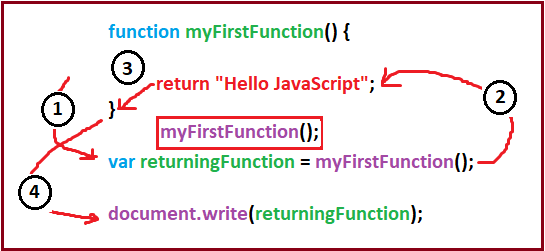 function myFirstFunction() {
3
return "Hello JavaScript";
1
2
}
myFirstFunction();
var returningFunction = myFirstFunction();
4
document.write(returningFunction);